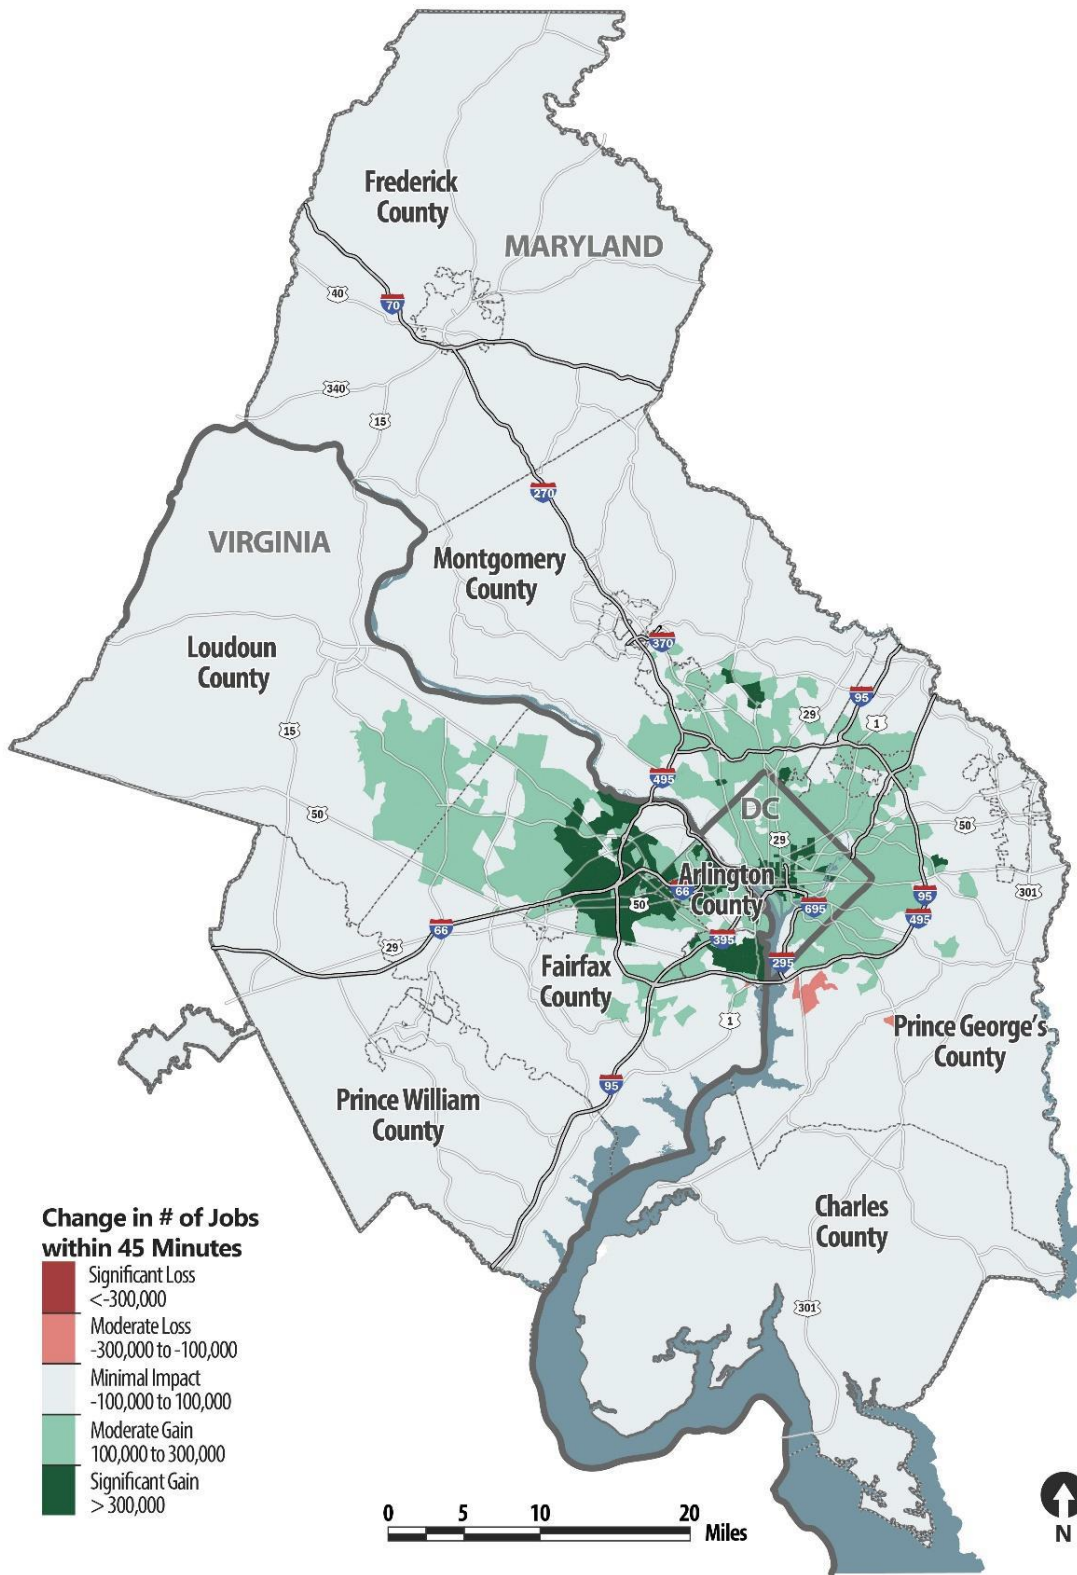 Frederick
County
MARYLAND
40
70
340
15
270
VIRGINIA
Montgomery
County
370
Loudoun
County
95
29
1
15
495
DC
50
29
50
Arlington
County
66
50
95
301
695
495
66
29
395
295
Fairfax
County
1
Prince George's
County
95
Prince William
County
Charles
County
301
Change in # of Jobs
within 45 Minutes
Significant Loss
<-300,000
Moderate Loss
-300,000 to -100,000
Minimal Impact
-100,000 to 100,000
Moderate Gain
100,000 to 300,000
Significant Gain
> 300,000
0 5 10 20
Miles
N